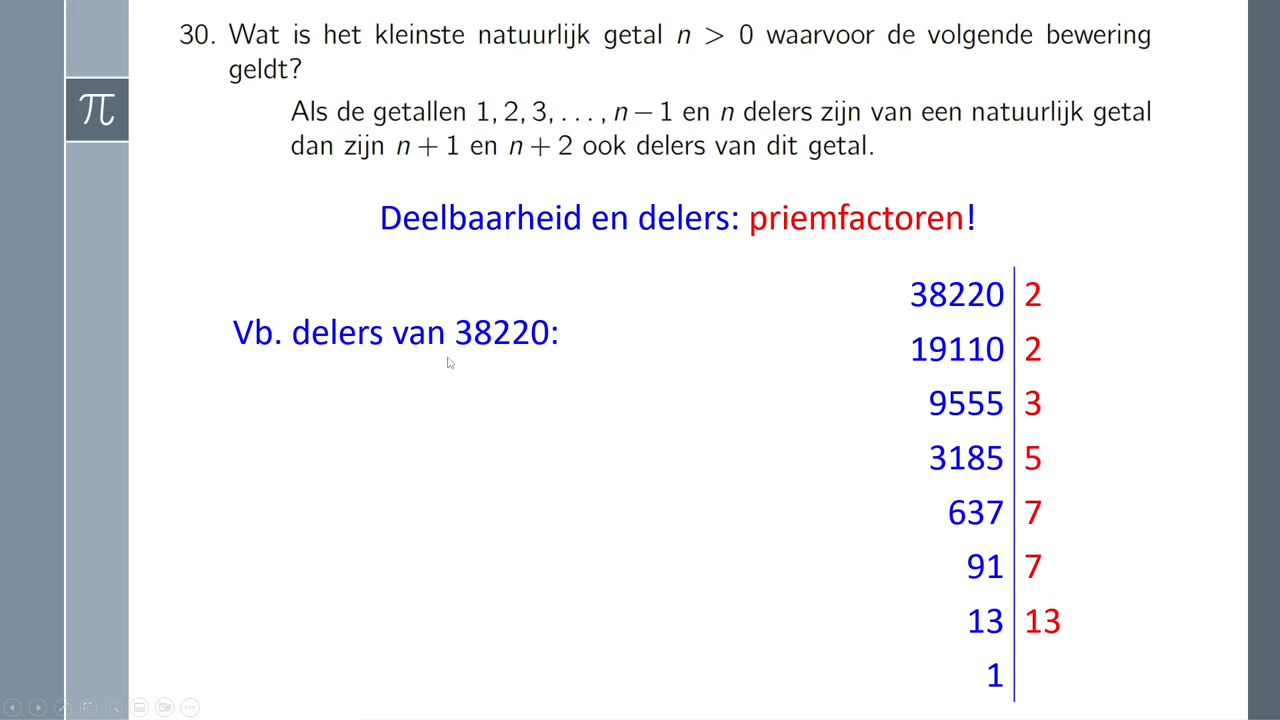 30. Wat is het kleinste natuurlijk getal n > 0 waarvoor de volgende bewering
geldt?
Als de getallen 1, 2, 3, . . . , n − 1 en n delers zijn van een natuurlijk getal
dan zijn n + 1 en n + 2 ook delers van dit getal.
π
Deelbaarheid en delers: priemfactoren!
Vb. delers van 38220:
38220 2
19110 2
9555 3
3185 5
637 7
91 7
13 13
1